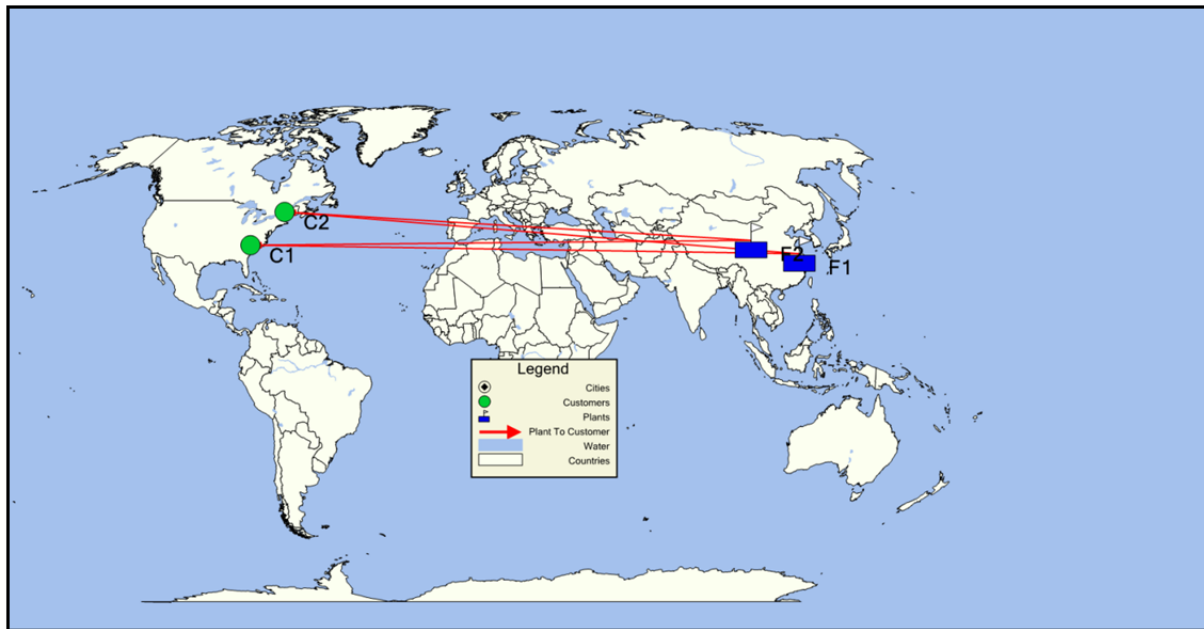 C2
C1
F2
F1
Legend
Cities
Customers
Plants
Plant To Customer
Water
Countries